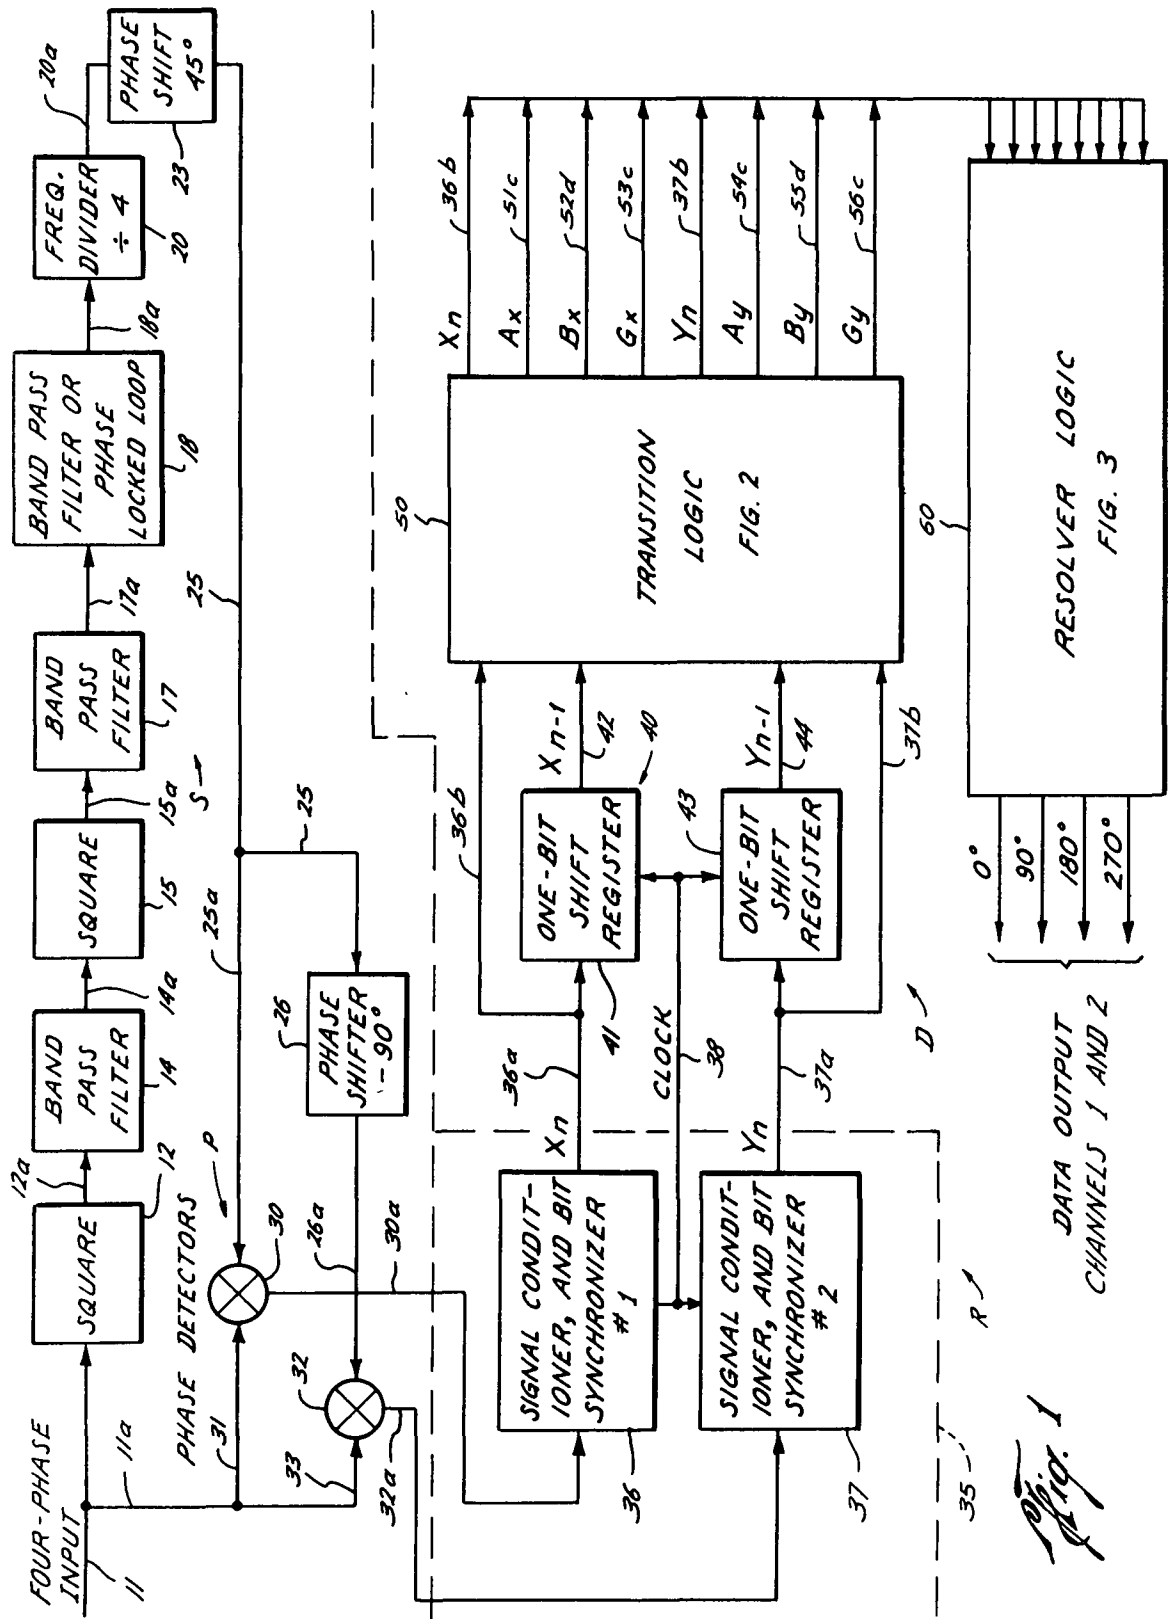 FOUR-PHASE
INPUT
11
11a
SQUARE
12
12a
BAND
PASS
FILTER
14
14a
SQUARE
15
15a
S
BAND
PASS
FILTER
17
17a
BAND PASS
FILTER OR
PHASE
LOCKED LOOP
18
18a
FREQ.
DIVIDER
÷ 4
20
20a
PHASE
SHIFT
45°
23
25
25
25a
PHASE DETECTORS
P
30
31
30a
26
PHASE
SHIFTER
-90°
26a
32
33
32a
SIGNAL CONDIT-
IONER, AND BIT
SYNCHRONIZER
#1
36
SIGNAL CONDIT-
IONER, AND BIT
SYNCHRONIZER
#2
37
35
R
Xn
36a
36b
CLOCK
38
Yn
37a
37b
D
ONE-BIT
SHIFT
REGISTER
41
40
ONE-BIT
SHIFT
REGISTER
43
Xn-1
42
Yn-1
44
50
TRANSITION
LOGIC
FIG. 2
Xn
36b
Ax
51c
Bx
52d
Gx
53c
Yn
37b
Ay
54c
By
55d
Gy
56c
60
RESOLVER LOGIC
FIG. 3
0°
90°
180°
270°
DATA OUTPUT
CHANNELS 1 AND 2
Fig. 1